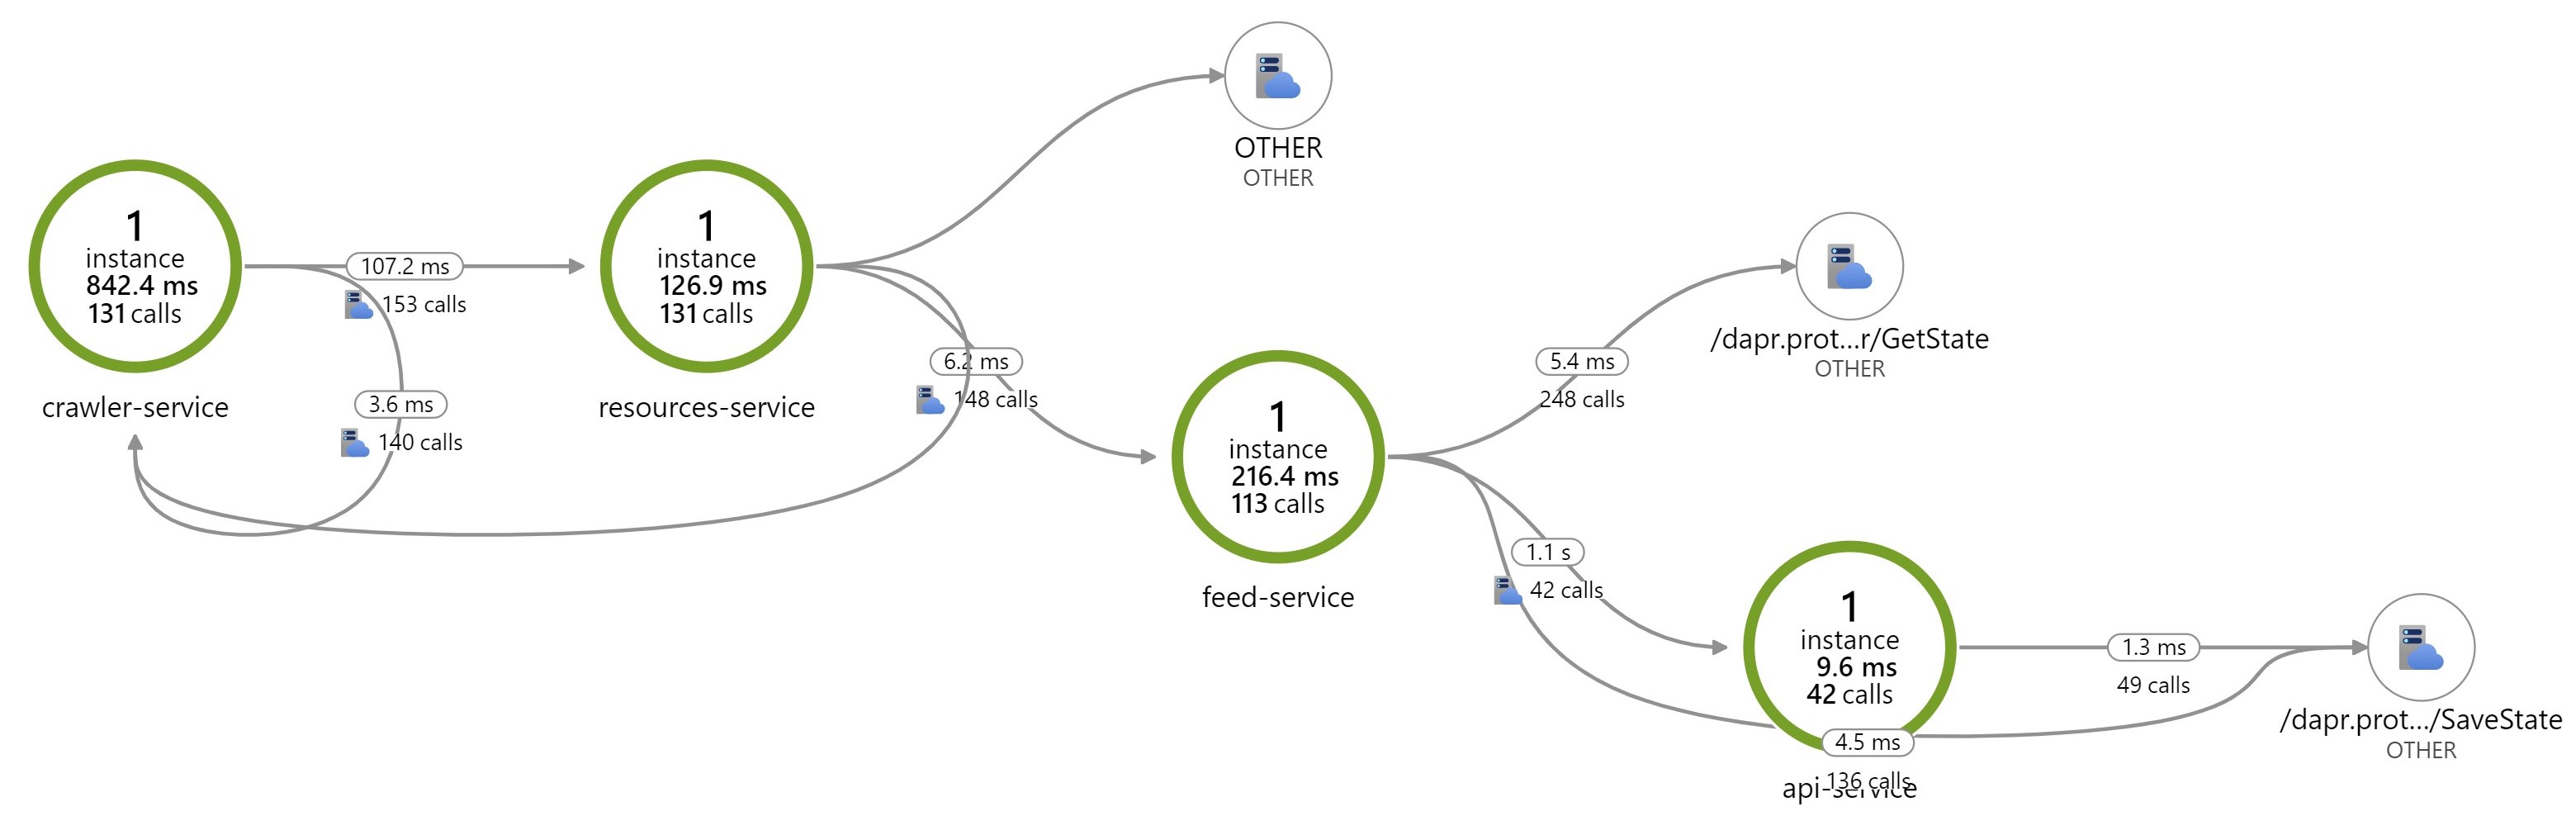 OTHER
OTHER
1
instance
842.4 ms
131 calls
crawler-service
107.2 ms
153 calls
3.6 ms
140 calls
1
instance
126.9 ms
131 calls
resources-service
6.2 ms
148 calls
1
instance
216.4 ms
113 calls
feed-service
5.4 ms
248 calls
/dapr.prot...r/GetState
OTHER
1.1 s
42 calls
1
instance
9.6 ms
42 calls
4.5 ms
136 calls
api-service
1.3 ms
49 calls
/dapr.prot.../SaveState
OTHER